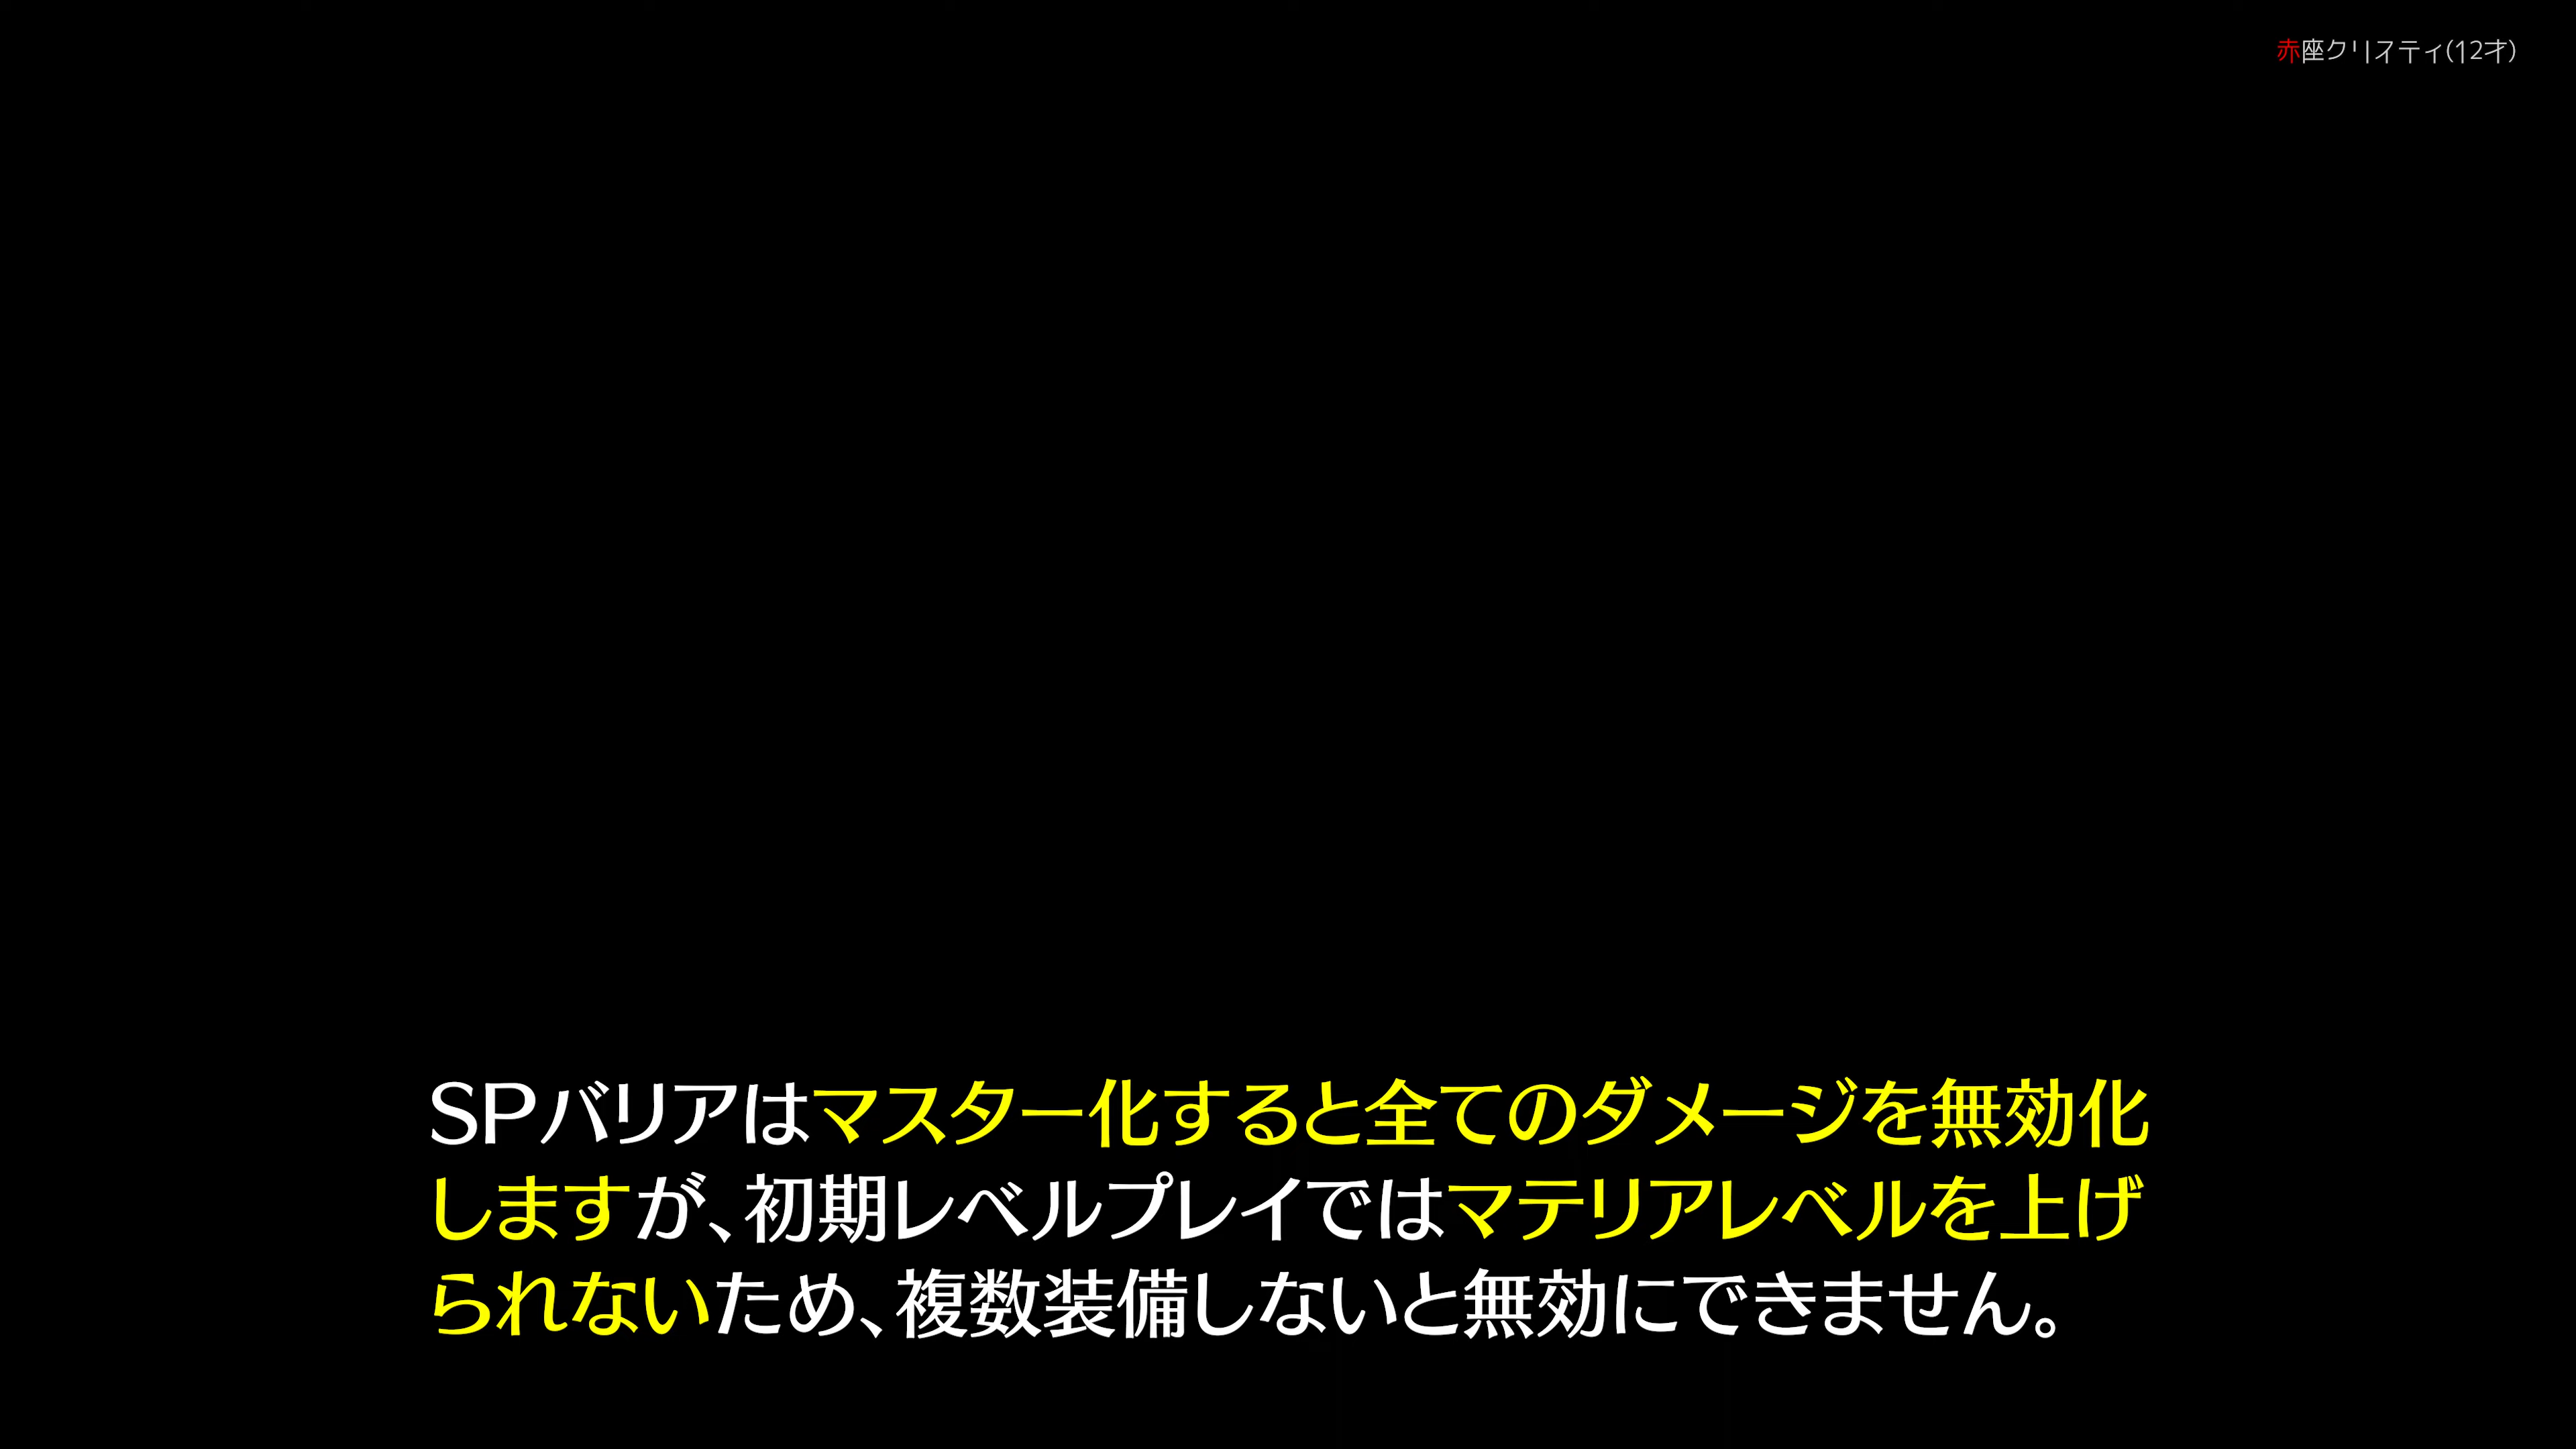 赤座クリスティ(12才)
SPバリアはマスター化すると全てのダメージを無効化
しますが、初期レベルプレイではマテリアレベルを上げ
られないため、複数装備しないと無効にできません。